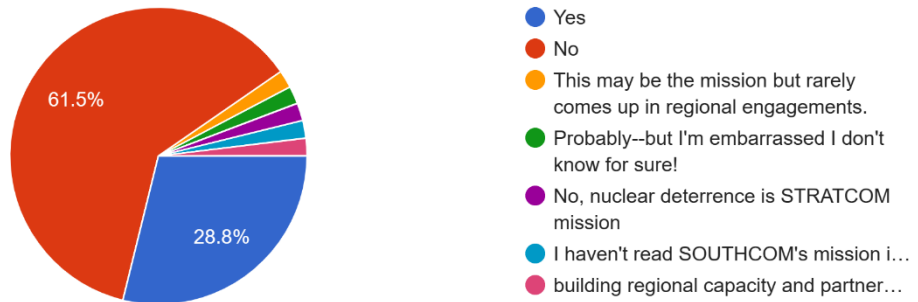 Yes
No
61.5%
This may be the mission but rarely
comes up in regional engagements.
Probably--but I'm embarrassed I don't
know for sure!
No, nuclear deterrence is STRATCOM
mission
28.8%
I haven't read SOUTHCOM's mission i…
building regional capacity and partner…